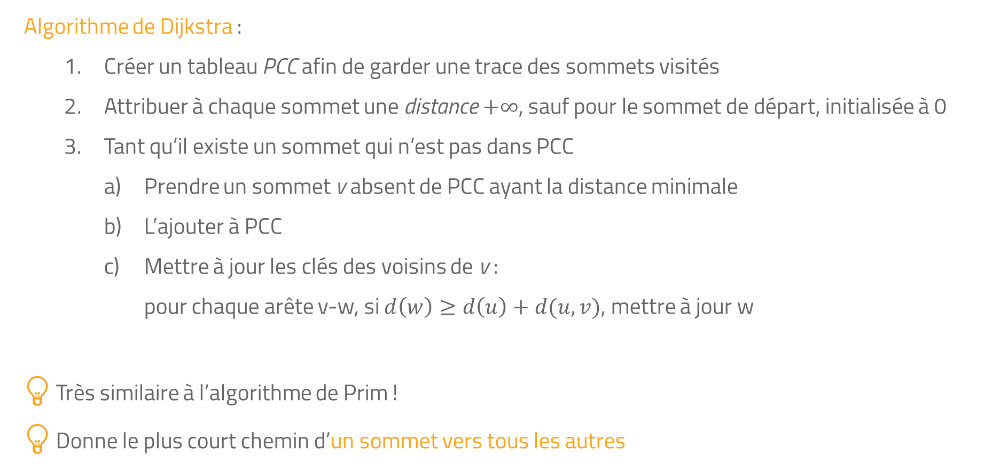 Algorithme de Dijkstra :
1. Créer un tableau PCC afin de garder une trace des sommets visités
2. Attribuer à chaque sommet une distance +∞, sauf pour le sommet de départ, initialisée à 0
3. Tant qu’il existe un sommet qui n’est pas dans PCC
a) Prendre un sommet v absent de PCC ayant la distance minimale
b) L’ajouter à PCC
c) Mettre à jour les clés des voisins de v :
pour chaque arête v-w, si d(w) ≥ d(u) + d(u, v), mettre à jour w
Très similaire à l’algorithme de Prim !
Donne le plus court chemin d’un sommet vers tous les autres